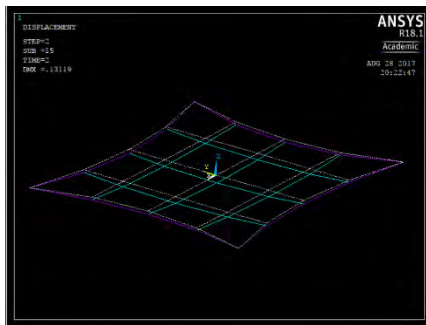 1
DISPLACEMENT
STEP=2
SUB =15
TIME=2
DMX =.13119
ANSYS
R18.1
Academic
AUG 28 2017
20:22:47
Z
Y